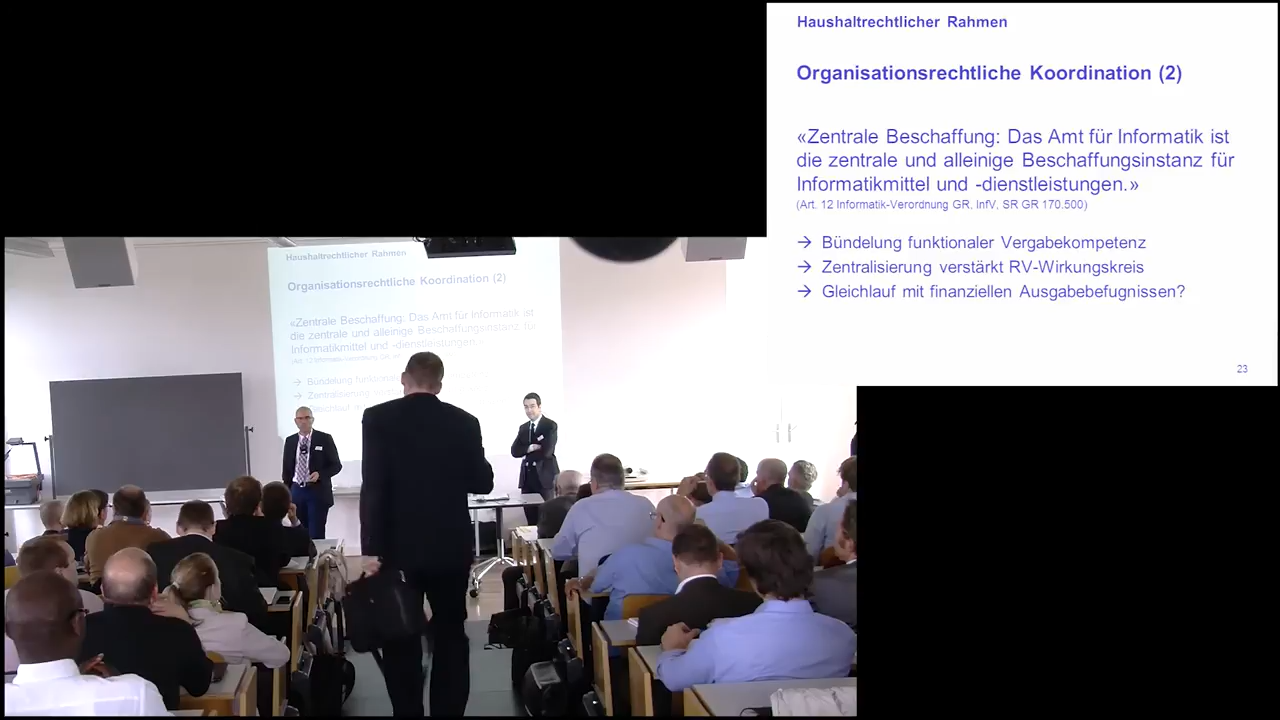 Haushaltrechtlicher Rahmen
Organisationsrechtliche Koordination (2)
«Zentrale Beschaffung: Das Amt für Informatik ist
die zentrale und alleinige Beschaffungsinstanz für
Informatikmittel und -dienstleistungen.»
(Art. 12 Informatik-Verordnung GR, InfV, SR GR 170.500)
→ Bündelung funktionaler Vergabekompetenz
→ Zentralisierung verstärkt RV-Wirkungskreis
→ Gleichlauf mit finanziellen Ausgabebefugnissen?
23
Haushaltrechtlicher Rahmen
Organisationsrechtliche Koordination (2)
«Zentrale Beschaffung: Das Amt für Informatik ist
die zentrale und alleinige Beschaffungsinstanz für
Informatikmittel und -dienstleistungen.»
→ Bündelung
→ Zentralisierung